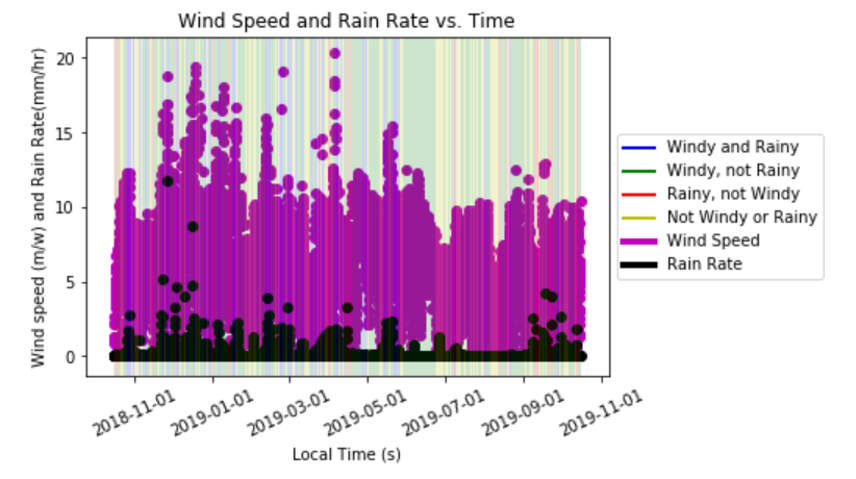 Wind Speed and Rain Rate vs. Time
Wind speed (m/w) and Rain Rate(mm/hr)
20
15
10
5
0
2018-11-01
2019-01-01
2019-03-01
2019-05-01
2019-07-01
2019-09-01
2019-11-01
Local Time (s)
Windy and Rainy
Windy, not Rainy
Rainy, not Windy
Not Windy or Rainy
Wind Speed
Rain Rate